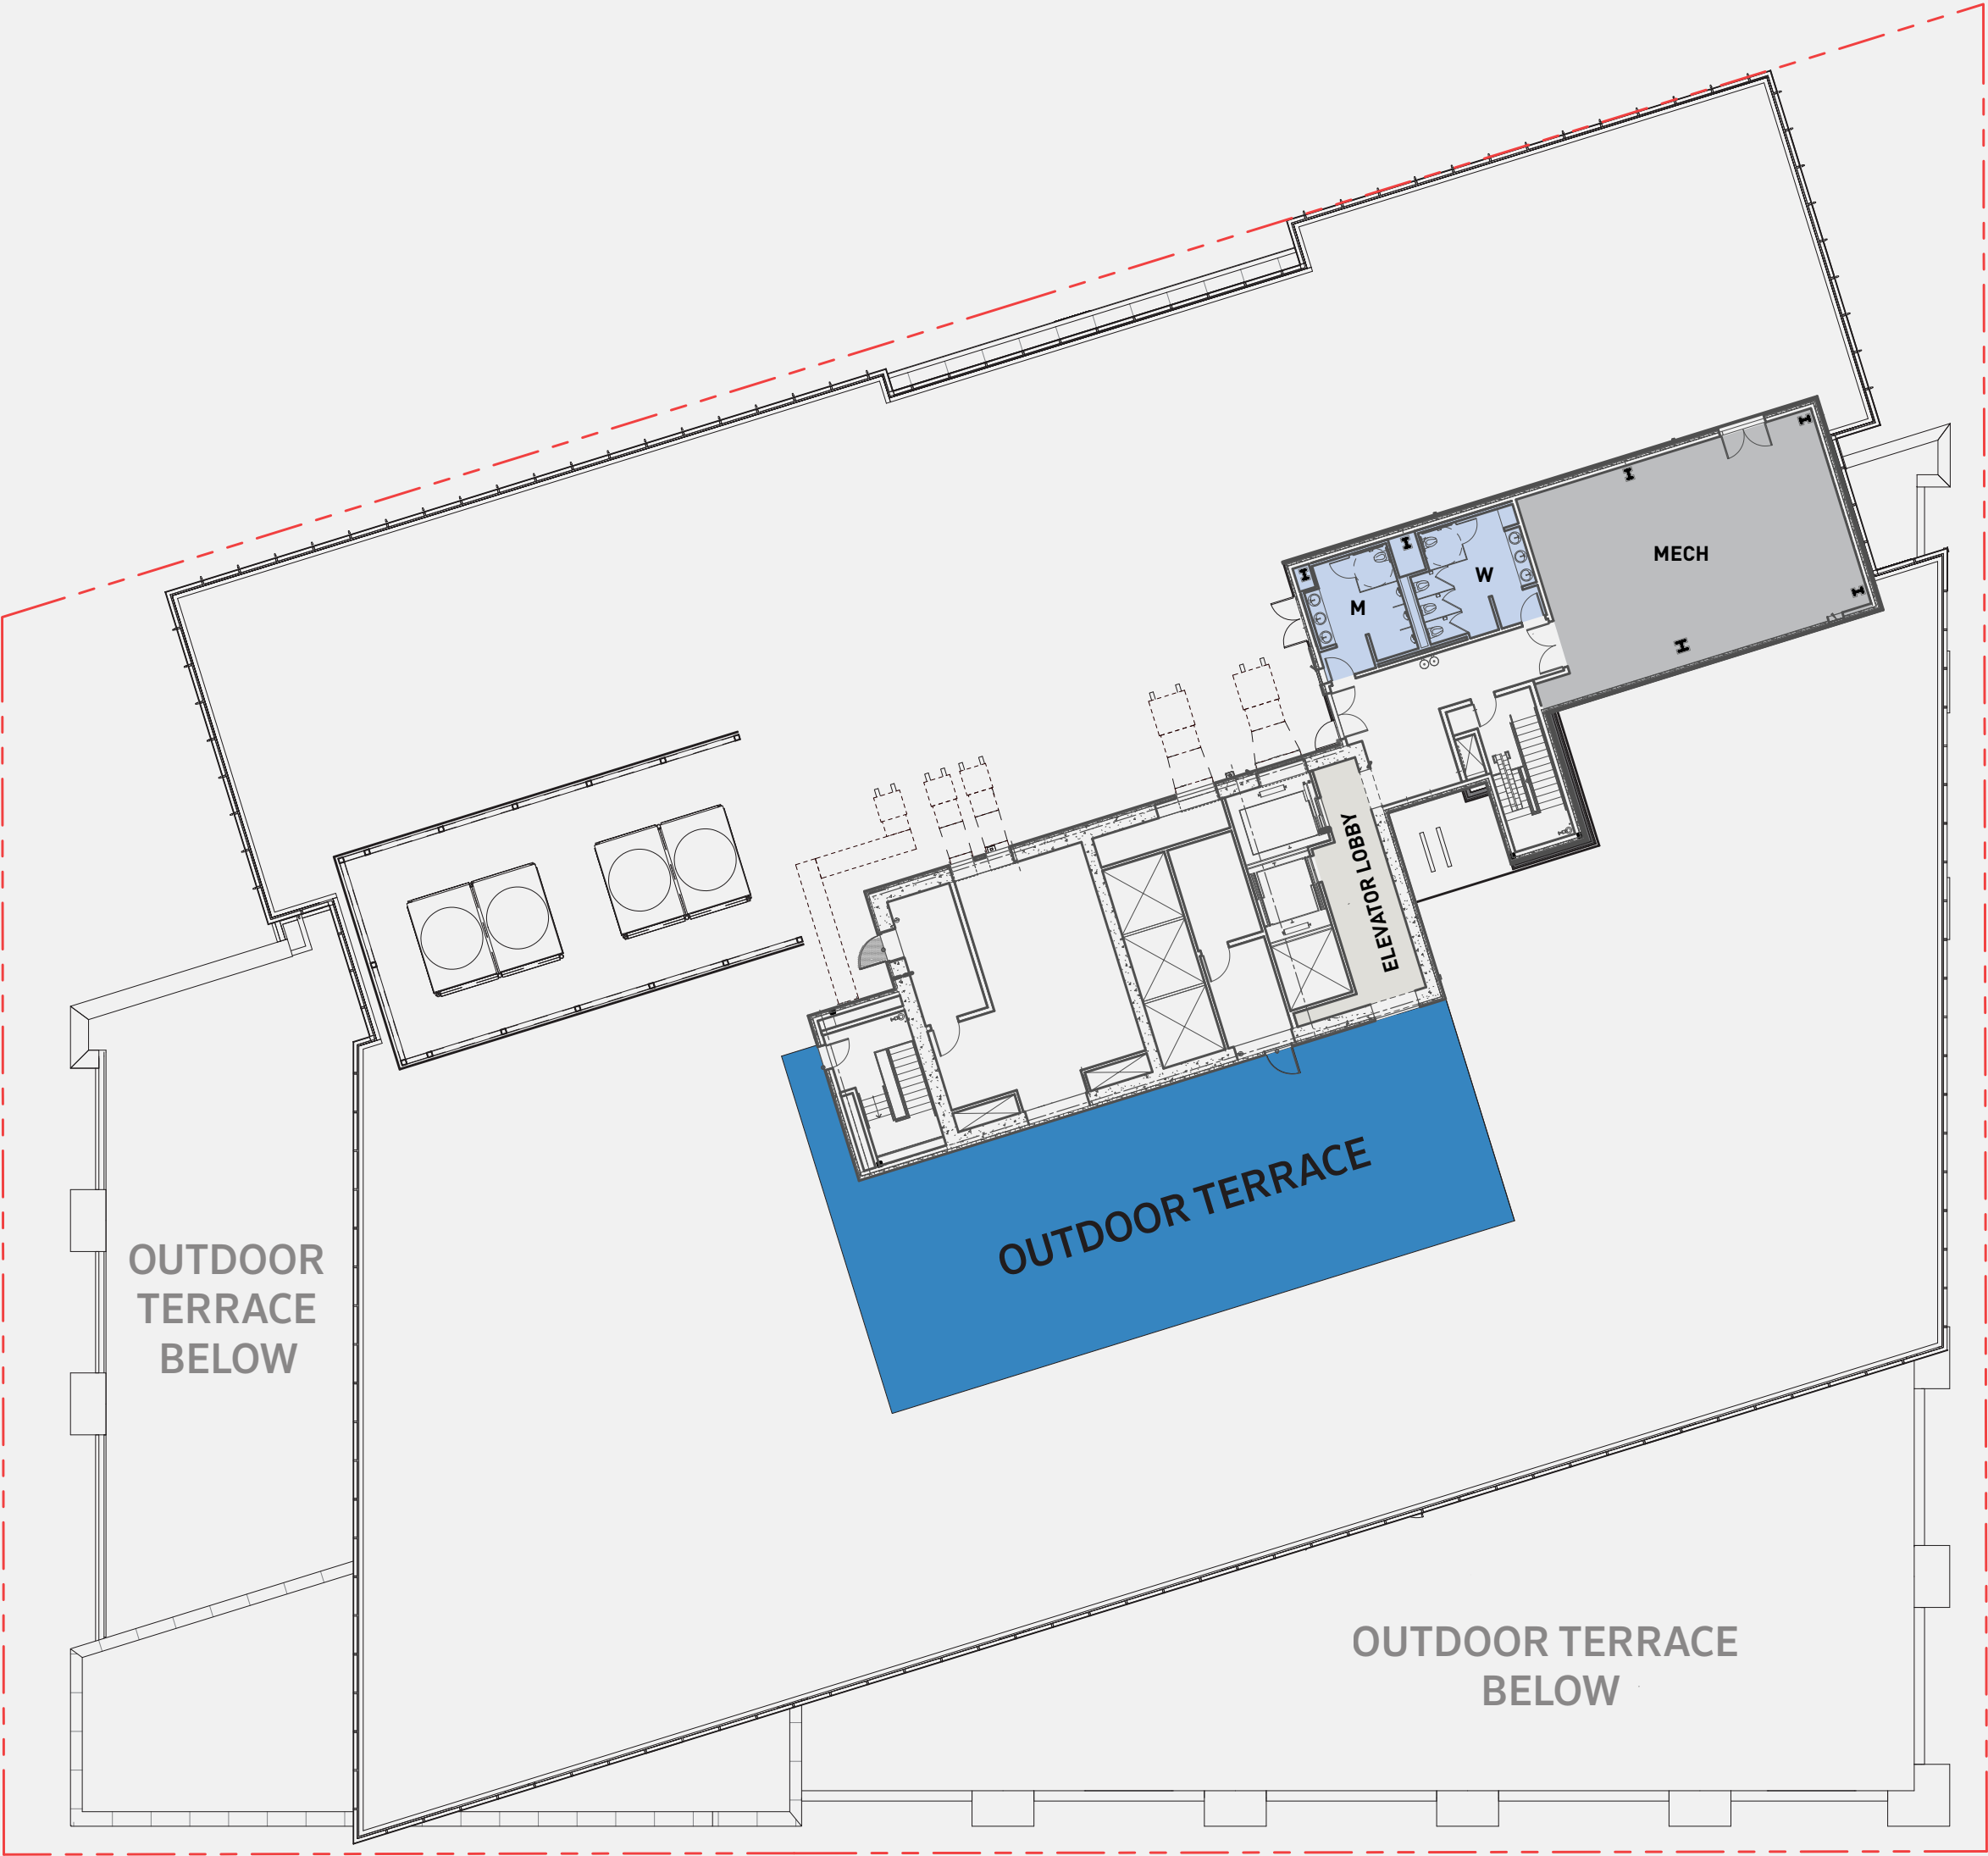 MECH
W
M
ELEVATOR LOBBY
OUTDOOR TERRACE
OUTDOOR
TERRACE
BELOW
OUTDOOR TERRACE
BELOW